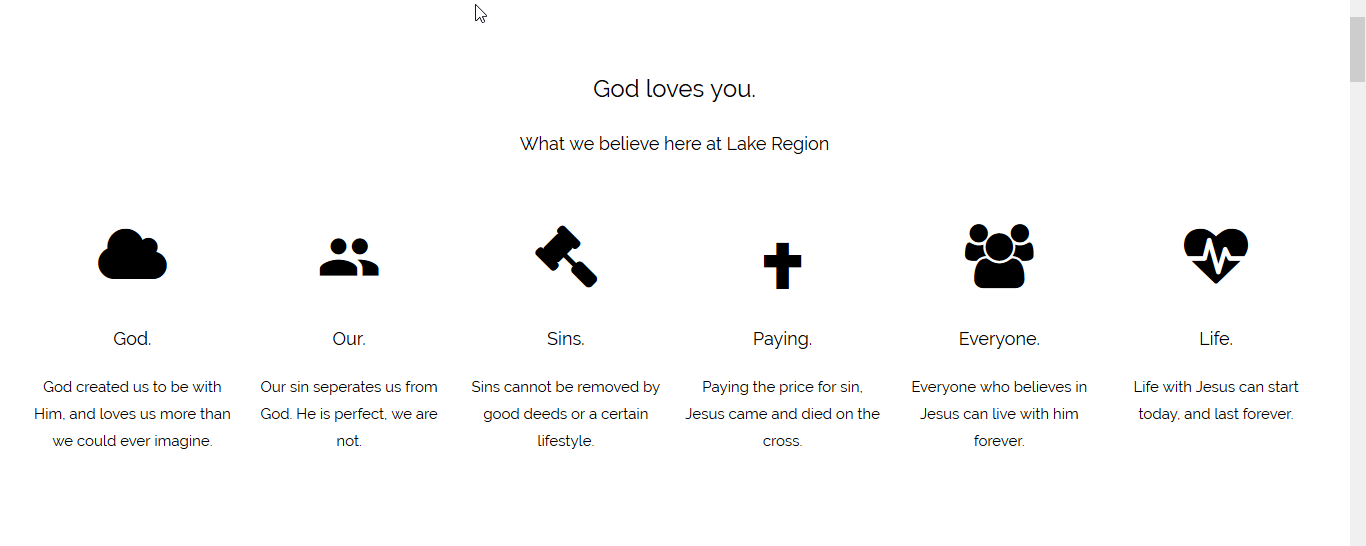 God loves you.
What we believe here at Lake Region
God.
God created us to be with
Him, and loves us more than
we could ever imagine.
Our.
Our sin seperates us from
God. He is perfect, we are
not.
Sins.
Sins cannot be removed by
good deeds or a certain
lifestyle.
Paying.
Paying the price for sin,
Jesus came and died on the
cross.
Everyone.
Everyone who believes in
Jesus can live with him
forever.
Life.
Life with Jesus can start
today, and last forever.